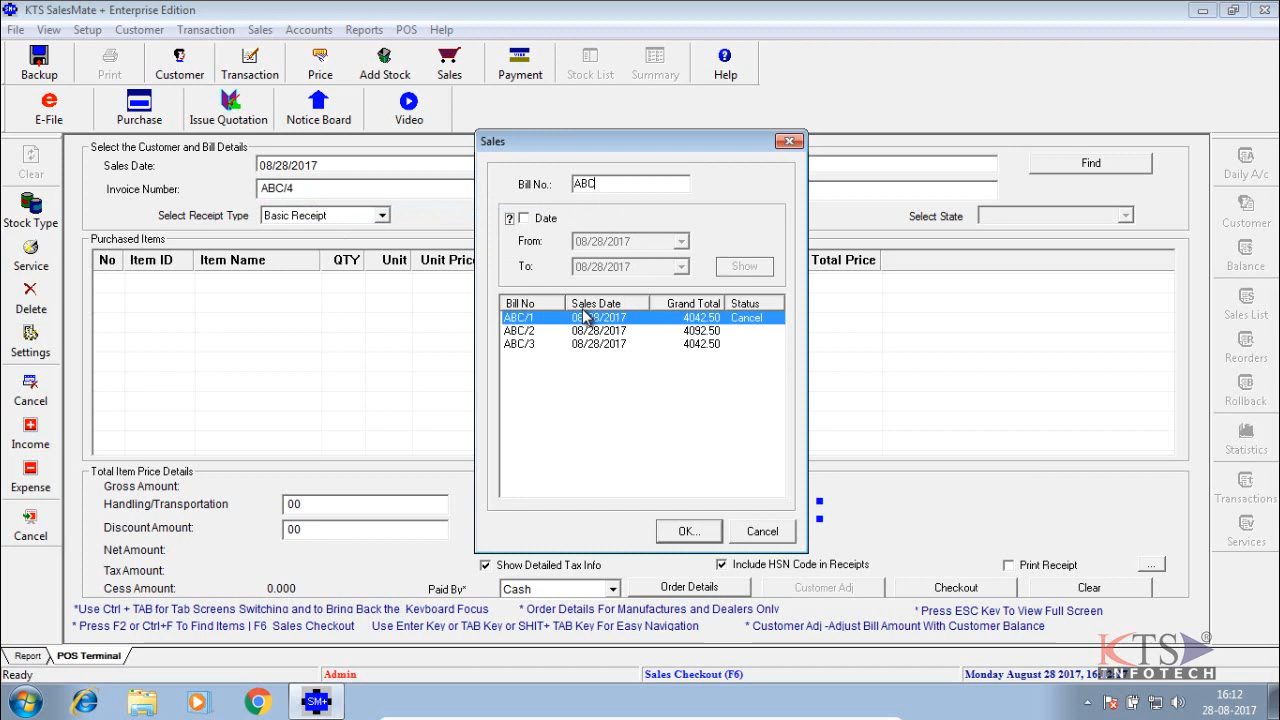 KTS SalesMate + Enterprise Edition
File View Setup Customer Transaction Sales Accounts Reports POS Help
Backup Print Customer Transaction Price Add Stock Sales Payment Stock List Summary Help
E-File Purchase Issue Quotation Notice Board Video
Clear
Stock Type
Service
Delete
Settings
Cancel
Income
Expense
Cancel
Select the Customer and Bill Details
Sales Date: 08/28/2017
Invoice Number: ABC/4
Select Receipt Type Basic Receipt
Find
Select State
Purchased Items
No Item ID Item Name QTY Unit Unit Price Total Price
Sales
Bill No.: ABC
? Date
From: 08/28/2017
To: 08/28/2017 Show
Bill No Sales Date Grand Total Status
ABC/1 08/28/2017 4042.50 Cancel
ABC/2 08/28/2017 4092.50
ABC/3 08/28/2017 4042.50
OK... Cancel
Total Item Price Details
Gross Amount:
Handling/Transportation 00
Discount Amount: 00
Net Amount:
Tax Amount:
Cess Amount: 0.000
Show Detailed Tax Info Include HSN Code in Receipts Print Receipt ...
Paid By* Cash Order Details Customer Adj Checkout Clear
*Use Ctrl + TAB for Tab Screens Switching and to Bring Back the Keyboard Focus * Order Details For Manufactures and Dealers Only * Press ESC Key To View Full Screen
* Press F2 or Ctrl+F To Find Items | F6 Sales Checkout Use Enter Key or TAB Key or SHIT+ TAB Key For Easy Navigation * Customer Adj -Adjust Bill Amount With Customer Balance
Daily A/c
Customer
Balance
Sales List
Reorders
Rollback
Statistics
Transactions
Services
Report POS Terminal
KTS ®
INFOTECH
Ready Admin Sales Checkout (F6) Monday August 28 2017,
SM+
16:12
28-08-2017